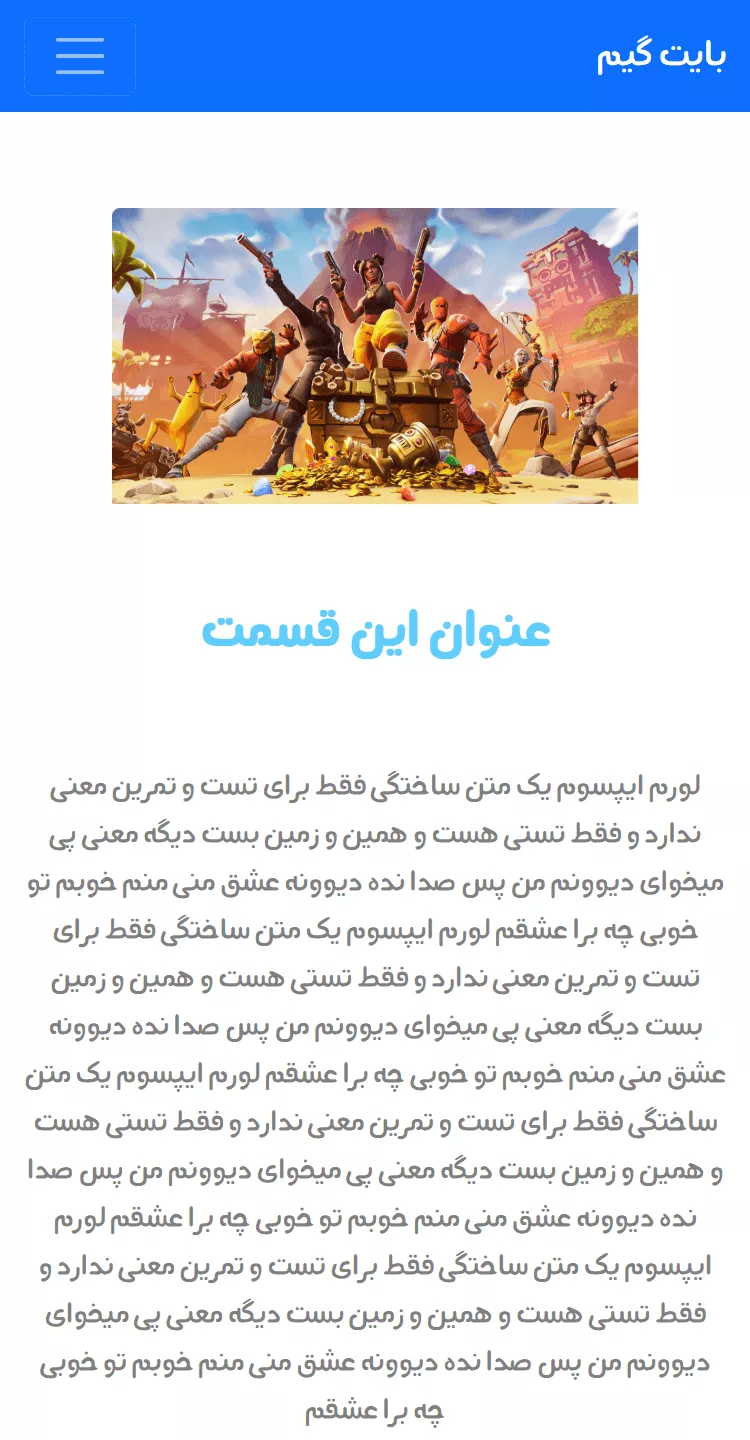 بایت گیم
عنوان این قسمت
لورم ایپسوم یک متن ساختگی فقط برای تست و تمرین معنی
ندارد و فقط تستی هست و همین و زمین بست دیگه معنی پی
میخوای دیوونم من پس صدا نده دیوونه عشق منی منم خوبم تو
خوبی چه برا عشقم لورم ایپسوم یک متن ساختگی فقط برای
تست و تمرین معنی ندارد و فقط تستی هست و همین و زمین
بست دیگه معنی پی میخوای دیوونم من پس صدا نده دیوونه
عشق منی منم خوبم تو خوبی چه برا عشقم لورم ایپسوم یک متن
ساختگی فقط برای تست و تمرین معنی ندارد و فقط تستی هست
و همین و زمین بست دیگه معنی پی میخوای دیوونم من پس صدا
نده دیوونه عشق منی منم خوبم تو خوبی چه برا عشقم لورم
ایپسوم یک متن ساختگی فقط برای تست و تمرین معنی ندارد و
فقط تستی هست و همین و زمین بست دیگه معنی پی میخوای
دیوونم من پس صدا نده دیوونه عشق منی منم خوبم تو خوبی
چه برا عشقم